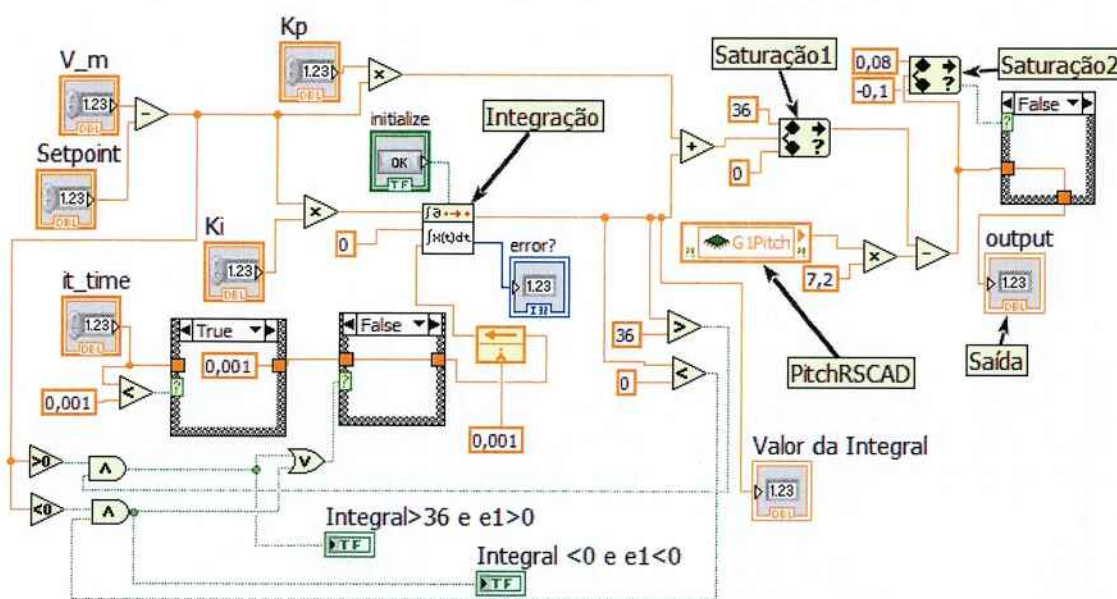 V_m
1.23
DBL
Setpoint
1.23
DBL
Kp
1.23
DBL
initialize
OK
TF
Integração
Ki
1.23
DBL
0
∫X(t)dt
error?
1.23
I32
it_time
1.23
DBL
0,001
True
0,001
False
0,001
>0
<0
Integral>36 e e1>0
TF
Integral <0 e e1<0
TF
Saturação1
36
0
0,08
-0,1
Saturação2
False
G1Pitch
7,2
PitchRSCAD
output
1.23
DBL
Saída
36
0
Valor da Integral
1.23
DBL